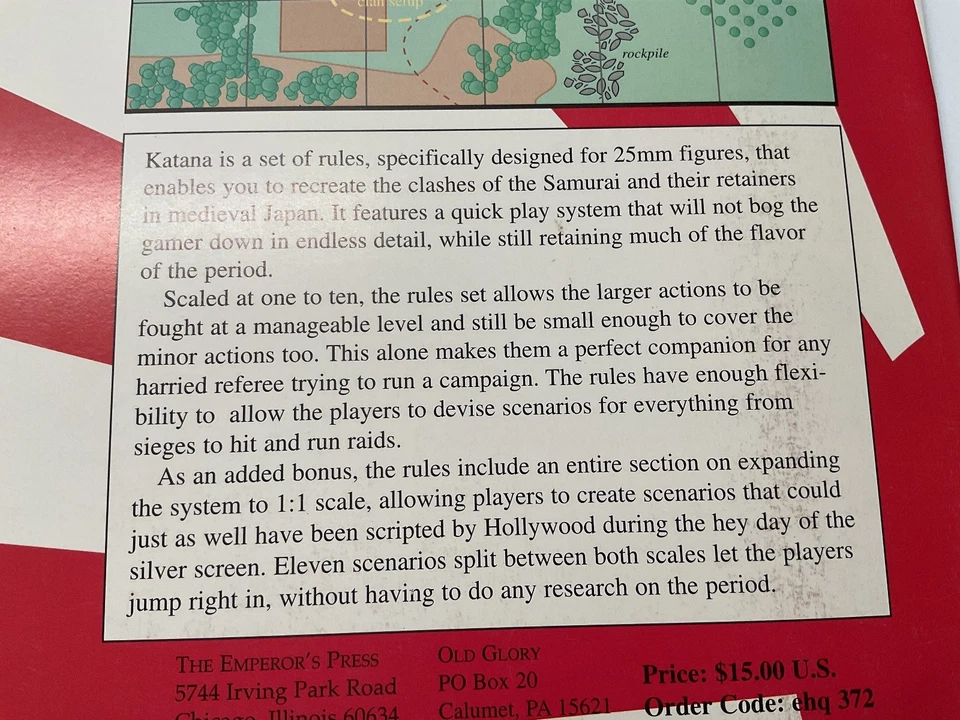 clan setup
rockpile
Katana is a set of rules, specifically designed for 25mm figures, that
enables you to recreate the clashes of the Samurai and their retainers
in medieval Japan. It features a quick play system that will not bog the
gamer down in endless detail, while still retaining much of the flavor
of the period.
Scaled at one to ten, the rules set allows the larger actions to be
fought at a manageable level and still be small enough to cover the
minor actions too. This alone makes them a perfect companion for any
harried referee trying to run a campaign. The rules have enough flexi-
bility to allow the players to devise scenarios for everything from
sieges to hit and run raids.
As an added bonus, the rules include an entire section on expanding
the system to 1:1 scale, allowing players to create scenarios that could
just as well have been scripted by Hollywood during the hey day of the
silver screen. Eleven scenarios split between both scales let the players
jump right in, without having to do any research on the period.
THE EMPEROR'S PRESS
5744 Irving Park Road
Chicago, Illinois 60634
OLD GLORY
PO Box 20
Calumet, PA 15621
Price: $15.00 U.S.
Order Code: ehq 372